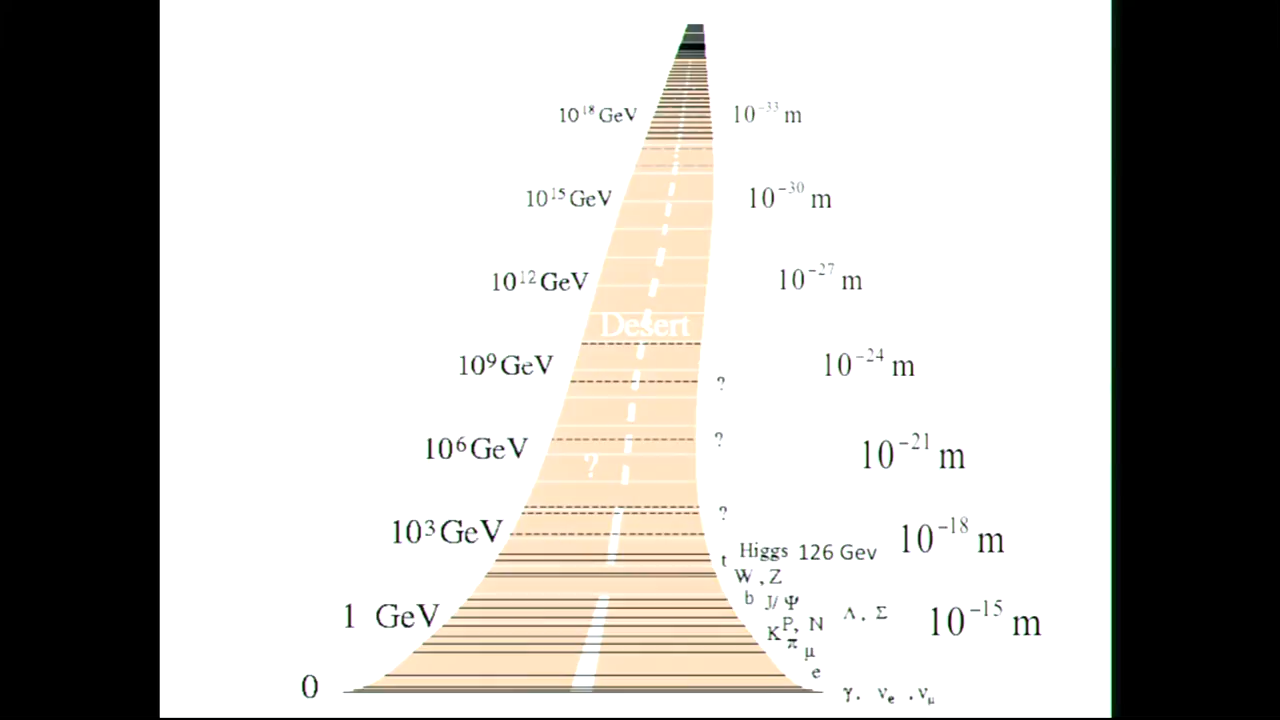 10¹⁸ GeV 10⁻³³ m
10¹⁵ GeV 10⁻³⁰ m
10¹² GeV 10⁻²⁷ m
Desert
10⁹ GeV 10⁻²⁴ m
?
10⁶ GeV ? 10⁻²¹ m
?
?
10³ GeV 10⁻¹⁸ m
t Higgs 126 Gev
W , Z
b J/Ψ
1 GeV P, N Λ , Σ 10⁻¹⁵ m
K
π
μ
e
0 γ , νₑ , ν_μ